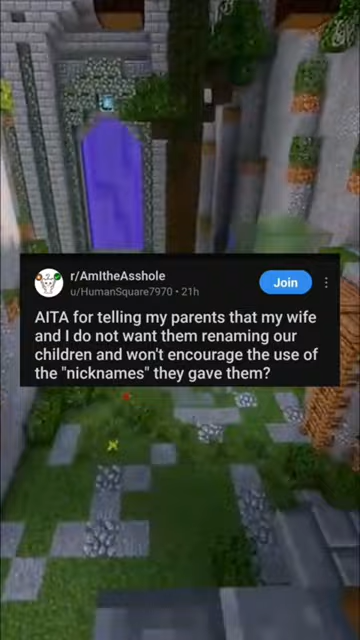 r/AmItheAsshole
u/HumanSquare7970 • 21h
Join
AITA for telling my parents that my wife
and I do not want them renaming our
children and won't encourage the use of
the "nicknames" they gave them?